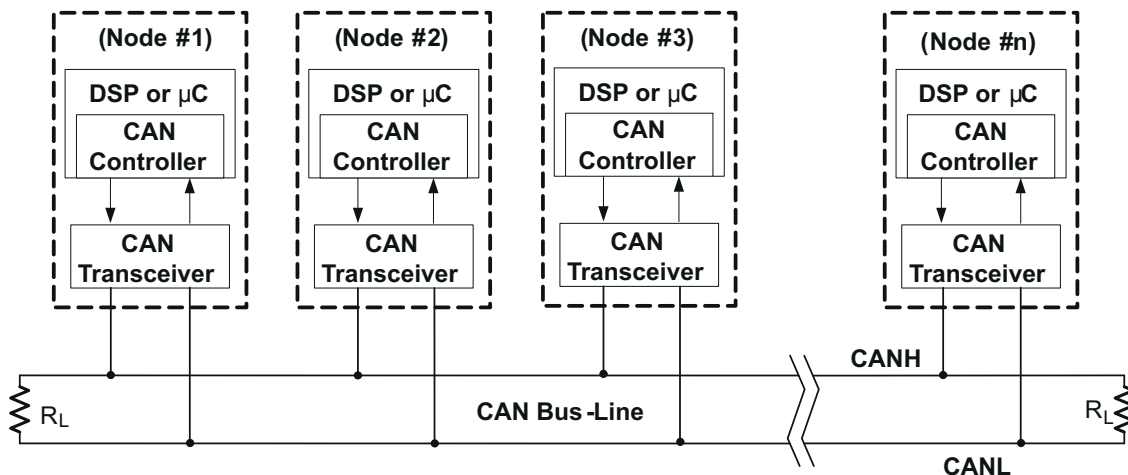 (Node #1)
DSP or µC
CAN
Controller
CAN
Transceiver
(Node #2)
DSP or µC
CAN
Controller
CAN
Transceiver
(Node #3)
DSP or µC
CAN
Controller
CAN
Transceiver
(Node #n)
DSP or µC
CAN
Controller
CAN
Transceiver
CANH
RL
CAN Bus-Line
RL
CANL